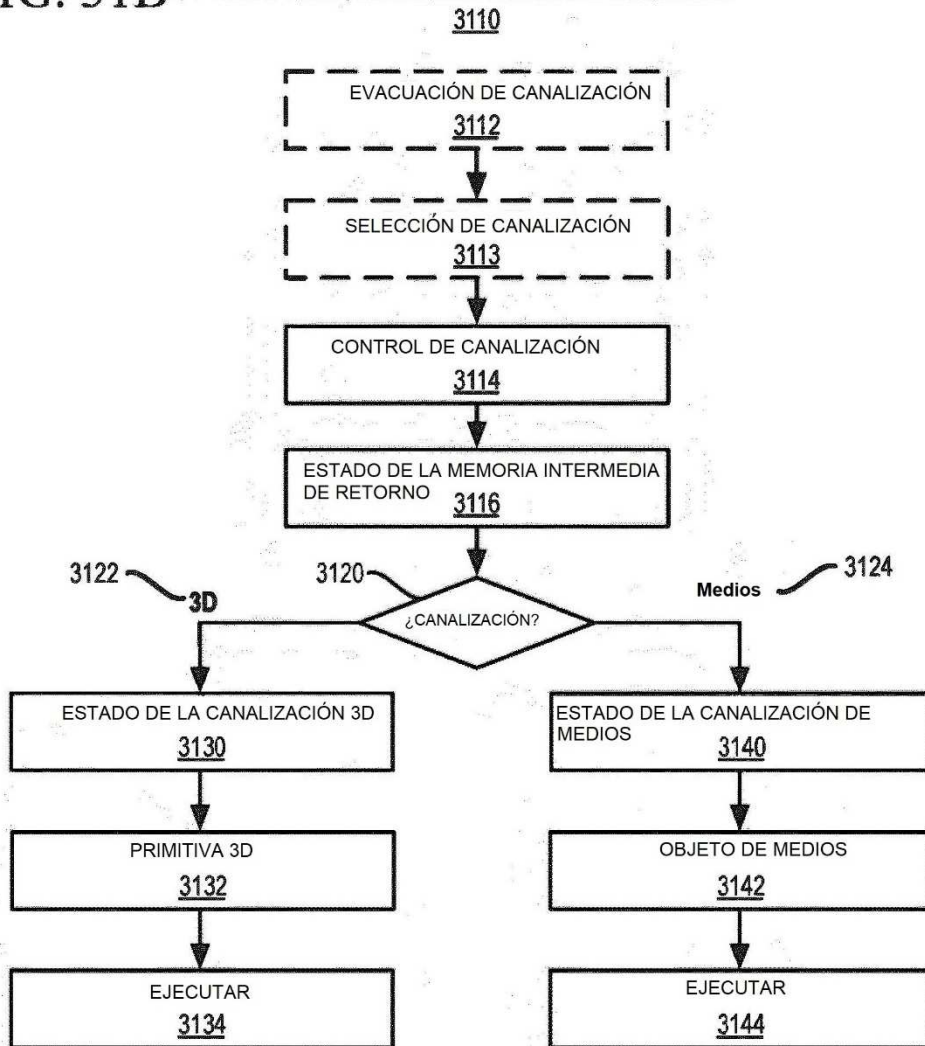 FIG. 31B
3110
EVACUACIÓN DE CANALIZACIÓN
3112
SELECCIÓN DE CANALIZACIÓN
3113
CONTROL DE CANALIZACIÓN
3114
ESTADO DE LA MEMORIA INTERMEDIA
DE RETORNO
3116
3122
3D
3120
¿CANALIZACIÓN?
Medios
3124
ESTADO DE LA CANALIZACIÓN 3D
3130
ESTADO DE LA CANALIZACIÓN DE
MEDIOS
3140
PRIMITIVA 3D
3132
OBJETO DE MEDIOS
3142
EJECUTAR
3134
EJECUTAR
3144